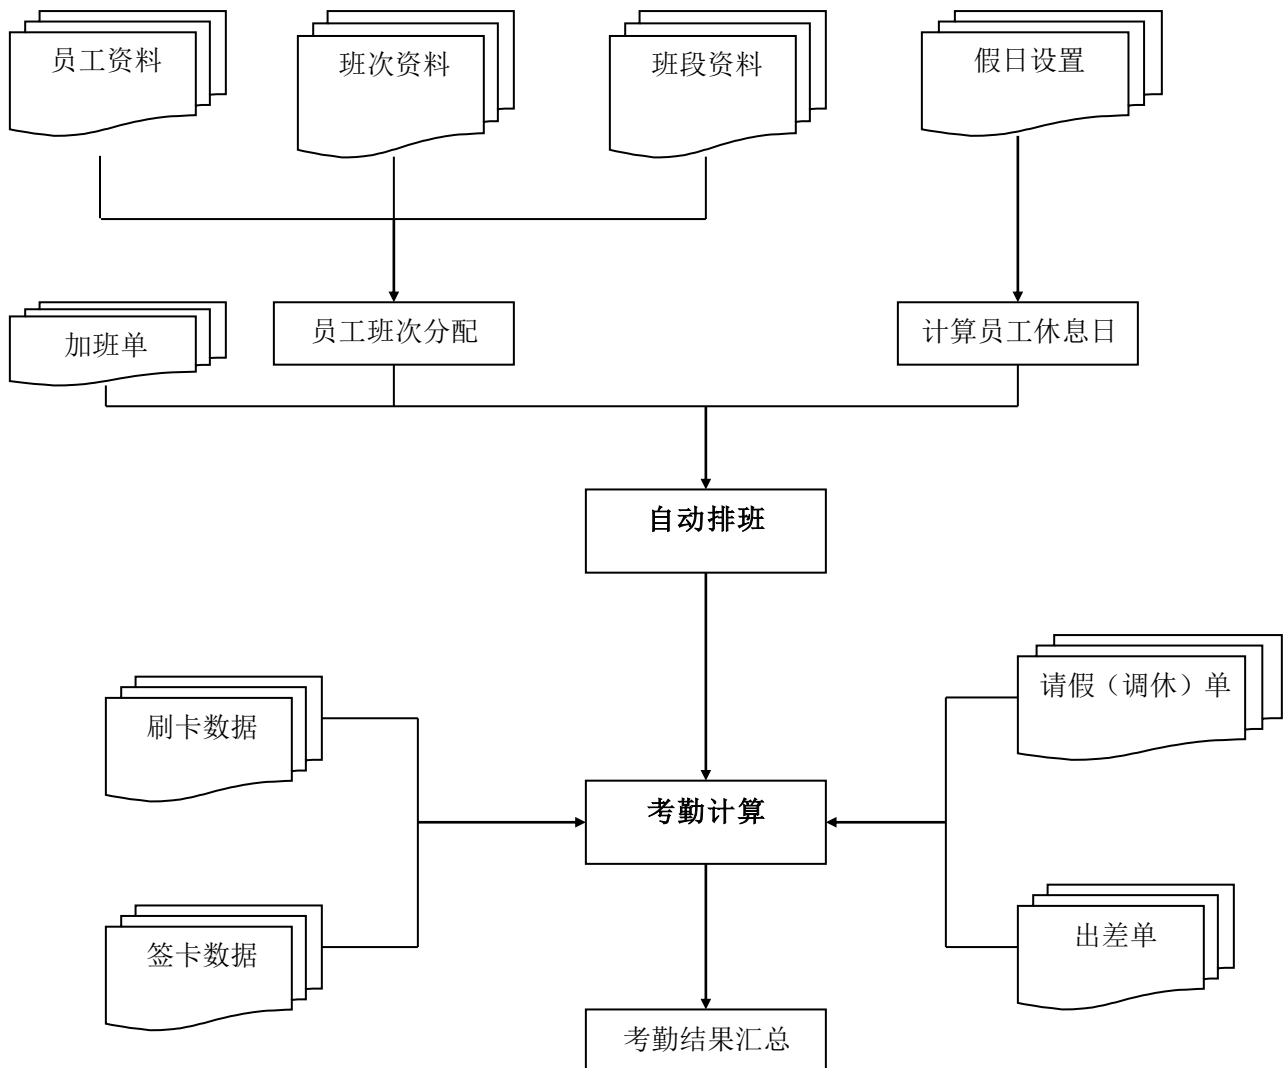 员工资料
班次资料
班段资料
假日设置
加班单
员工班次分配
计算员工休息日
自动排班
刷卡数据
请假（调休）单
考勤计算
签卡数据
出差单
考勤结果汇总